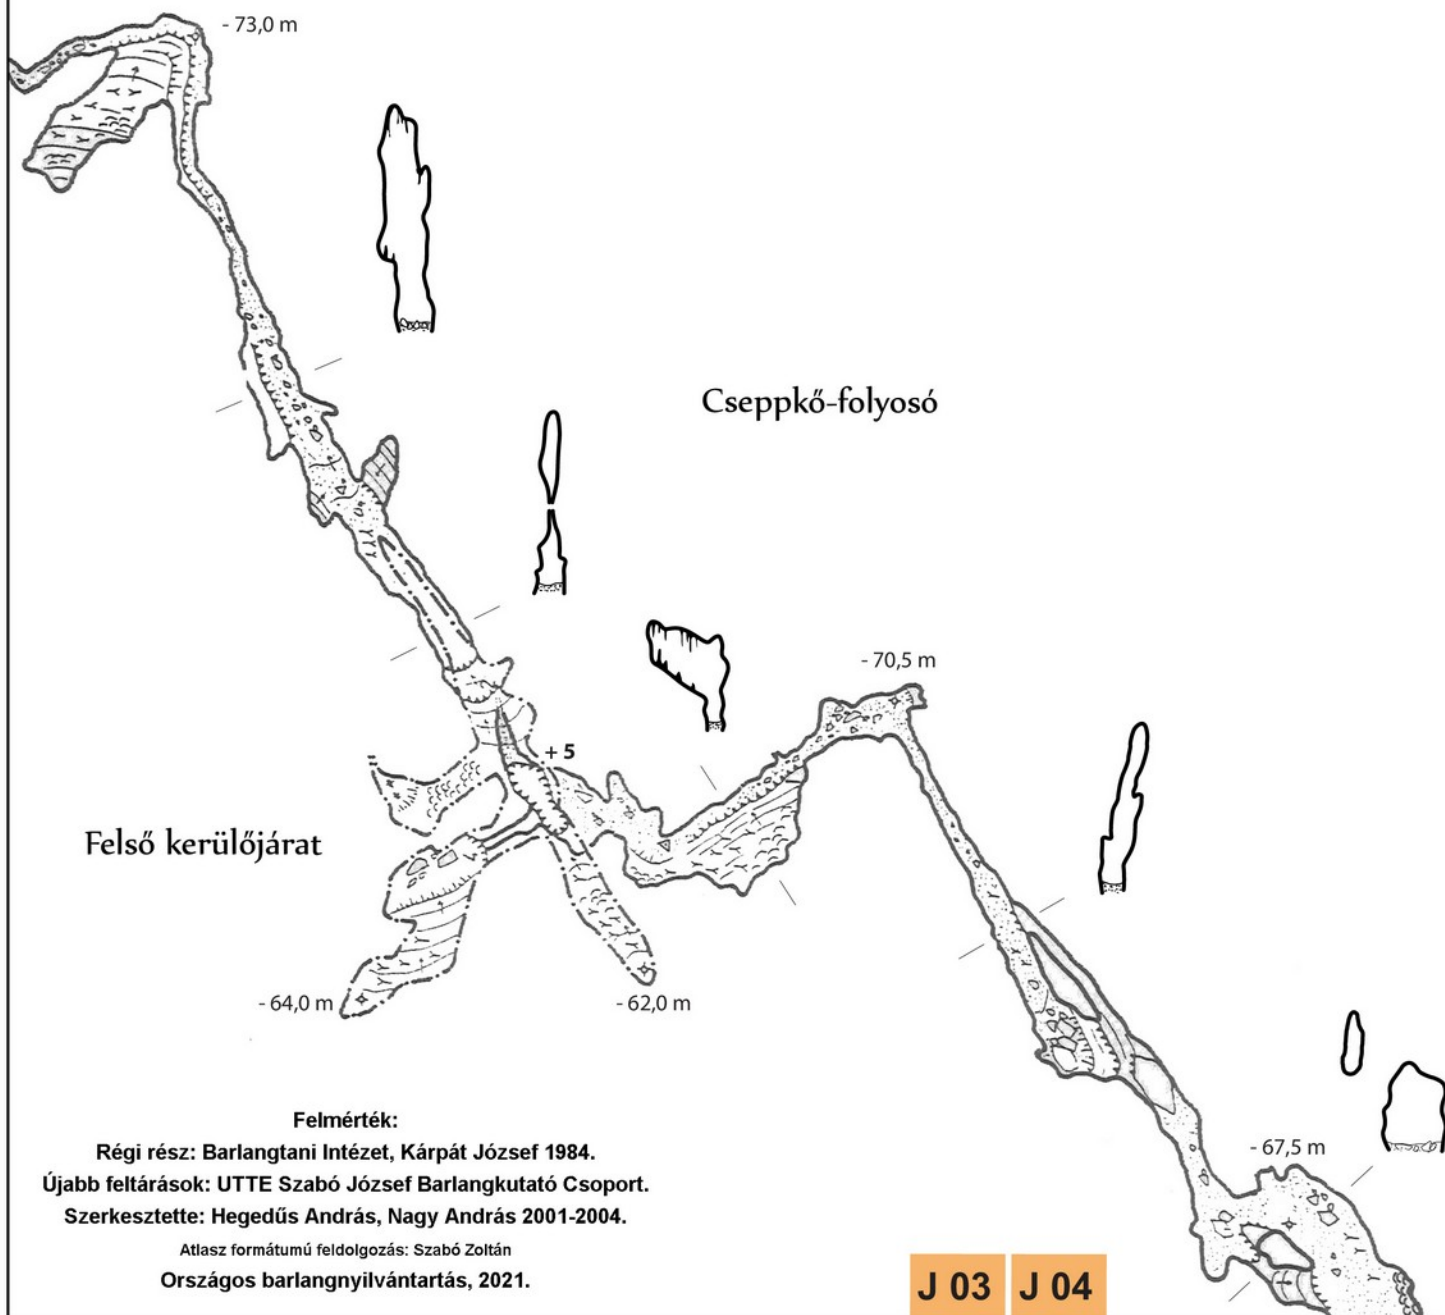 - 73,0 m
Cseppkő-folyosó
- 70,5 m
+ 5
Felső kerülőjárat
- 64,0 m
- 62,0 m
Felmérték:
Régi rész: Barlangtani Intézet, Kárpát József 1984.
Újabb feltárások: UTTE Szabó József Barlangkutató Csoport.
Szerkesztette: Hegedűs András, Nagy András 2001-2004.
Atlasz formátumú feldolgozás: Szabó Zoltán
Országos barlangnyilvántartás, 2021.
- 67,5 m
J 03 J 04